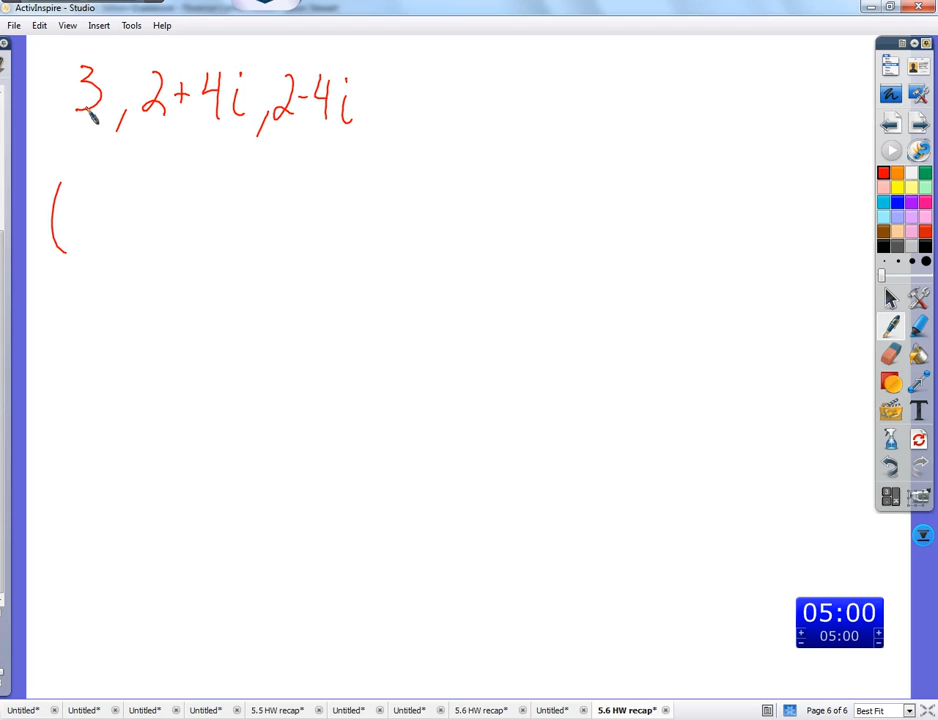 ActivInspire - Studio
File Edit View Insert Tools Help
3, 2+4i, 2-4i
(
05:00
05:00
Untitled* Untitled* Untitled* Untitled* 5.5 HW recap* Untitled* Untitled* 5.6 HW recap* Untitled* 5.6 HW recap* Page 6 of 6 Best Fit